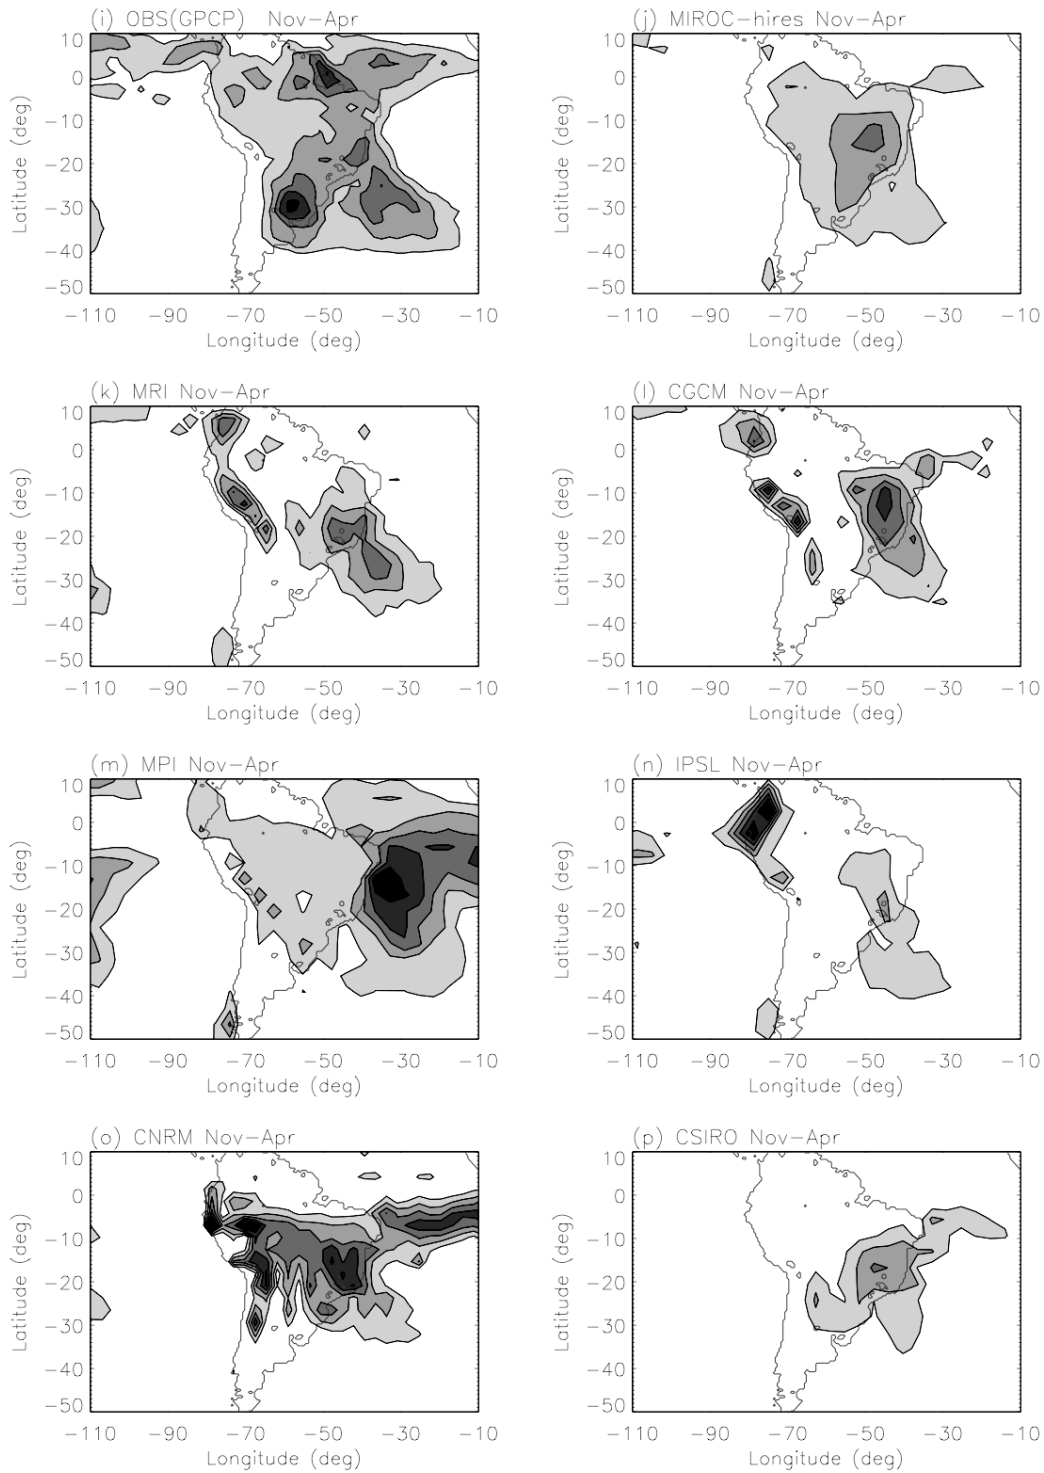 (i) OBS(GPCP) Nov-Apr
10
0
-10
-20
-30
-40
-50
Latitude (deg)
-110 -90 -70 -50 -30 -10
Longitude (deg)
(j) MIROC-hires Nov-Apr
10
0
-10
-20
-30
-40
-50
Latitude (deg)
-110 -90 -70 -50 -30 -10
Longitude (deg)
(k) MRI Nov-Apr
10
0
-10
-20
-30
-40
-50
Latitude (deg)
-110 -90 -70 -50 -30 -10
Longitude (deg)
(l) CGCM Nov-Apr
10
0
-10
-20
-30
-40
-50
Latitude (deg)
-110 -90 -70 -50 -30 -10
Longitude (deg)
(m) MPI Nov-Apr
10
0
-10
-20
-30
-40
-50
Latitude (deg)
-110 -90 -70 -50 -30 -10
Longitude (deg)
(n) IPSL Nov-Apr
10
0
-10
-20
-30
-40
-50
Latitude (deg)
-110 -90 -70 -50 -30 -10
Longitude (deg)
(o) CNRM Nov-Apr
10
0
-10
-20
-30
-40
-50
Latitude (deg)
-110 -90 -70 -50 -30 -10
Longitude (deg)
(p) CSIRO Nov-Apr
10
0
-10
-20
-30
-40
-50
Latitude (deg)
-110 -90 -70 -50 -30 -10
Longitude (deg)